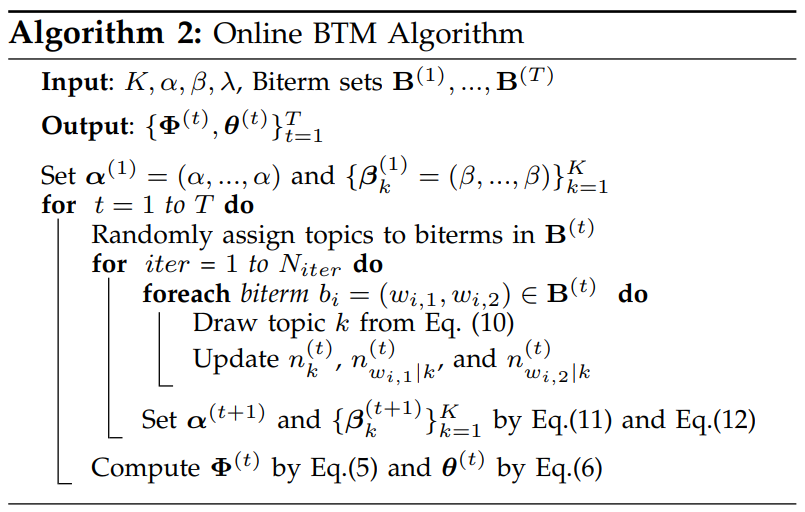 Algorithm 2: Online BTM Algorithm
Input: K, α, β, λ, Biterm sets B^(1), ..., B^(T)
Output: {Φ^(t), θ^(t)}_{t=1}^T
Set α^(1) = (α, ..., α) and {β_k^(1) = (β, ..., β)}_{k=1}^K
for t = 1 to T do
Randomly assign topics to biterms in B^(t)
for iter = 1 to N_{iter} do
foreach biterm b_i = (w_{i,1}, w_{i,2}) ∈ B^(t) do
Draw topic k from Eq. (10)
Update n_k^(t), n_{w_{i,1}|k}^(t), and n_{w_{i,2}|k}^(t)
Set α^(t+1) and {β_k^(t+1)}_{k=1}^K by Eq.(11) and Eq.(12)
Compute Φ^(t) by Eq.(5) and θ^(t) by Eq.(6)